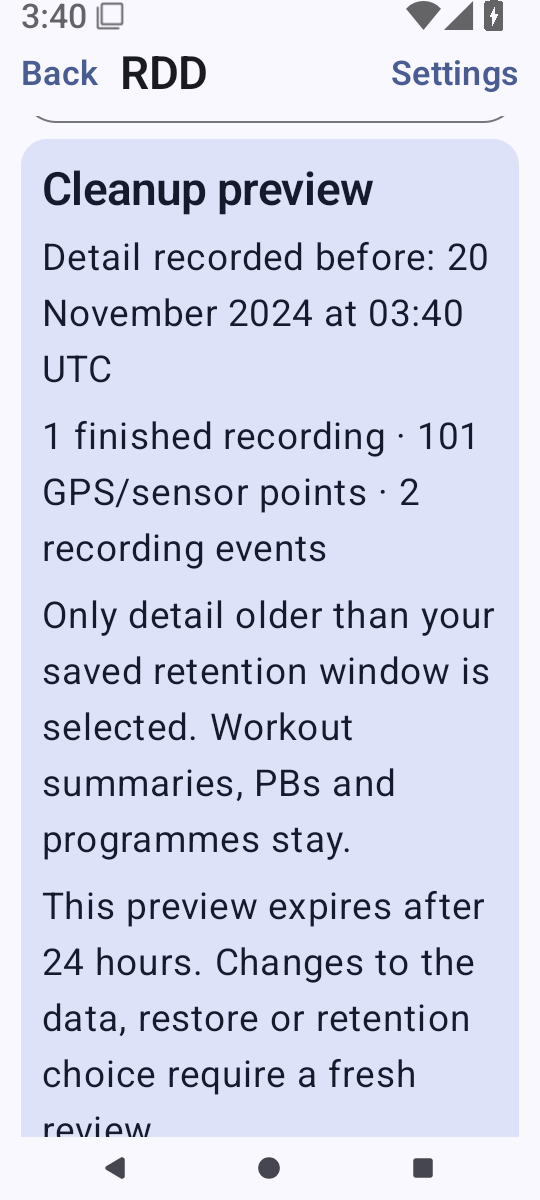 3:40
Back RDD Settings
Cleanup preview
Detail recorded before: 20
November 2024 at 03:40
UTC
1 finished recording · 101
GPS/sensor points · 2
recording events
Only detail older than your
saved retention window is
selected. Workout
summaries, PBs and
programmes stay.
This preview expires after
24 hours. Changes to the
data, restore or retention
choice require a fresh
review